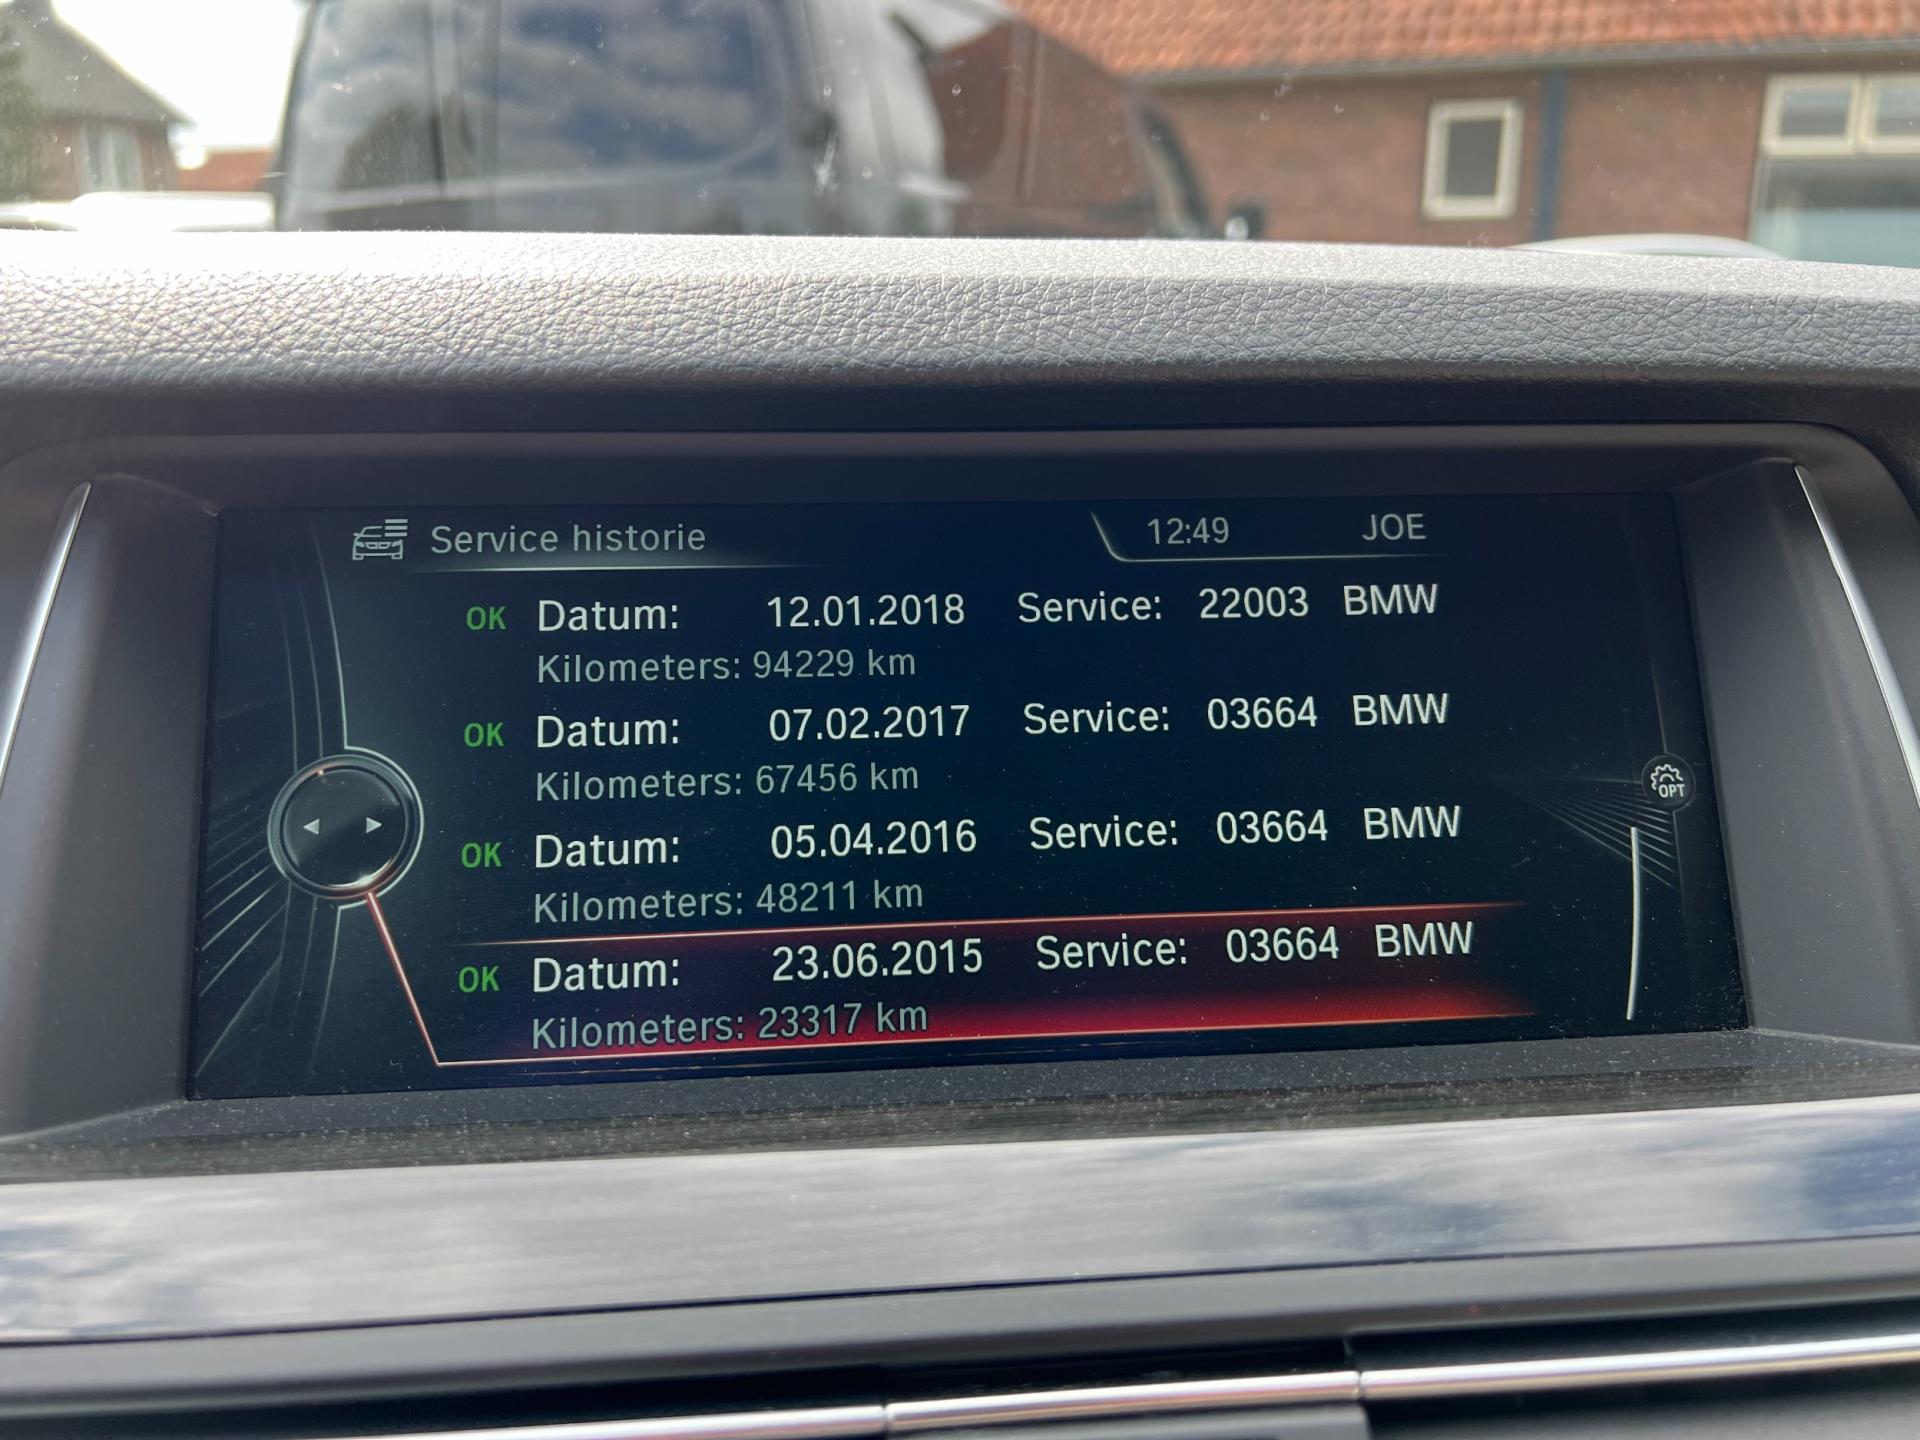 Service historie 12:49 JOE
OK Datum: 12.01.2018 Service: 22003 BMW
Kilometers: 94229 km
OK Datum: 07.02.2017 Service: 03664 BMW
Kilometers: 67456 km
OK Datum: 05.04.2016 Service: 03664 BMW
Kilometers: 48211 km
OPT
OK Datum: 23.06.2015 Service: 03664 BMW
Kilometers: 23317 km